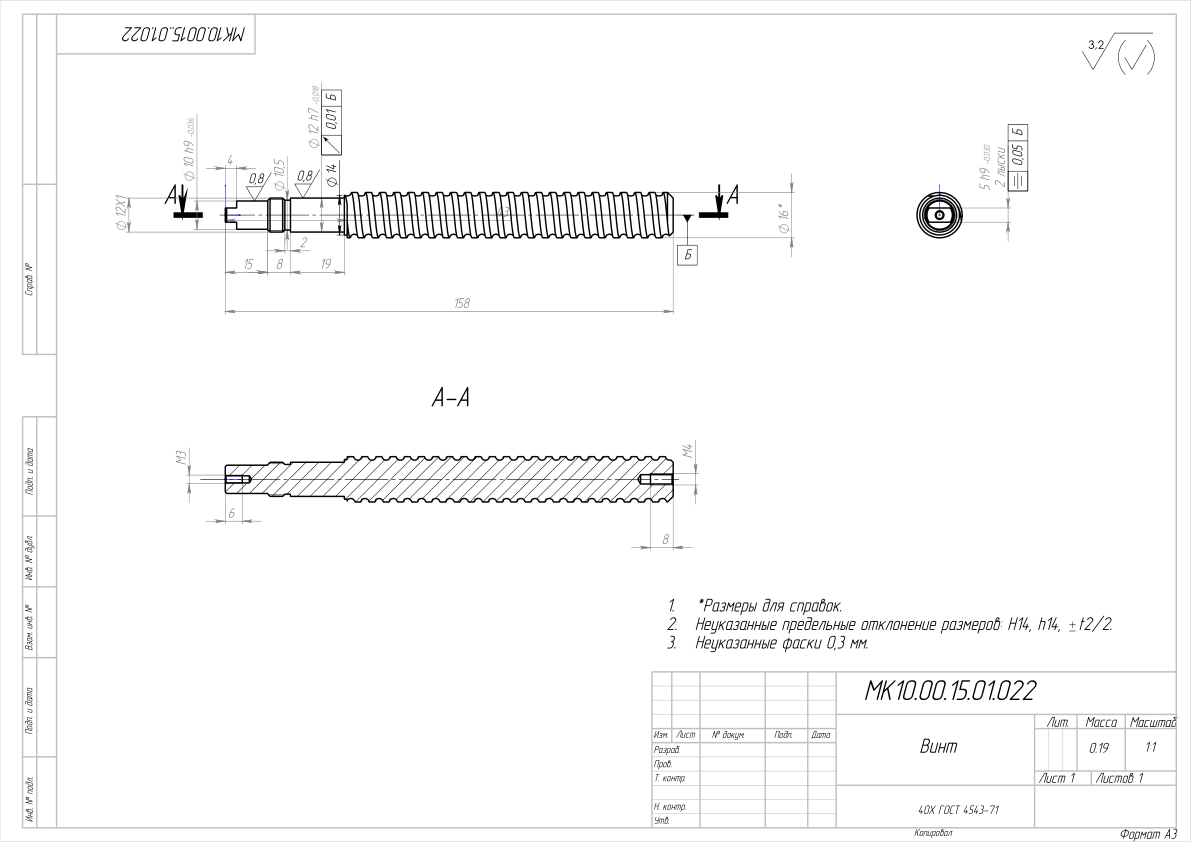 МК10.00.15.01.022
3,2
Ø 12 h7 -0,018
0,01 Б
Ø 10 h9 -0,036
4
0,8
Ø 10,5
0,8
Ø 14
А
А
Ø 12X1
Ø 16*
2
15
8
19
Б
158
5 h9 -0,030
2 лыски
0,05 Б
А-А
М3
М4
6
8
1. *Размеры для справок.
2. Неуказанные предельные отклонение размеров: Н14, h14, ±t2/2.
3. Неуказанные фаски 0,3 мм.
Справ. №
Подп. и дата
Инв. № дубл.
Взам. инв. №
Подп. и дата
Инв. № подл.
МК10.00.15.01.022
Изм. Лист № докум. Подп. Дата
Разраб.
Пров.
Т. контр.
Н. контр.
Утв.
Винт
Лит. Масса Масштаб
0.19 1:1
Лист 1 Листов 1
40Х ГОСТ 4543-71
Копировал
Формат А3